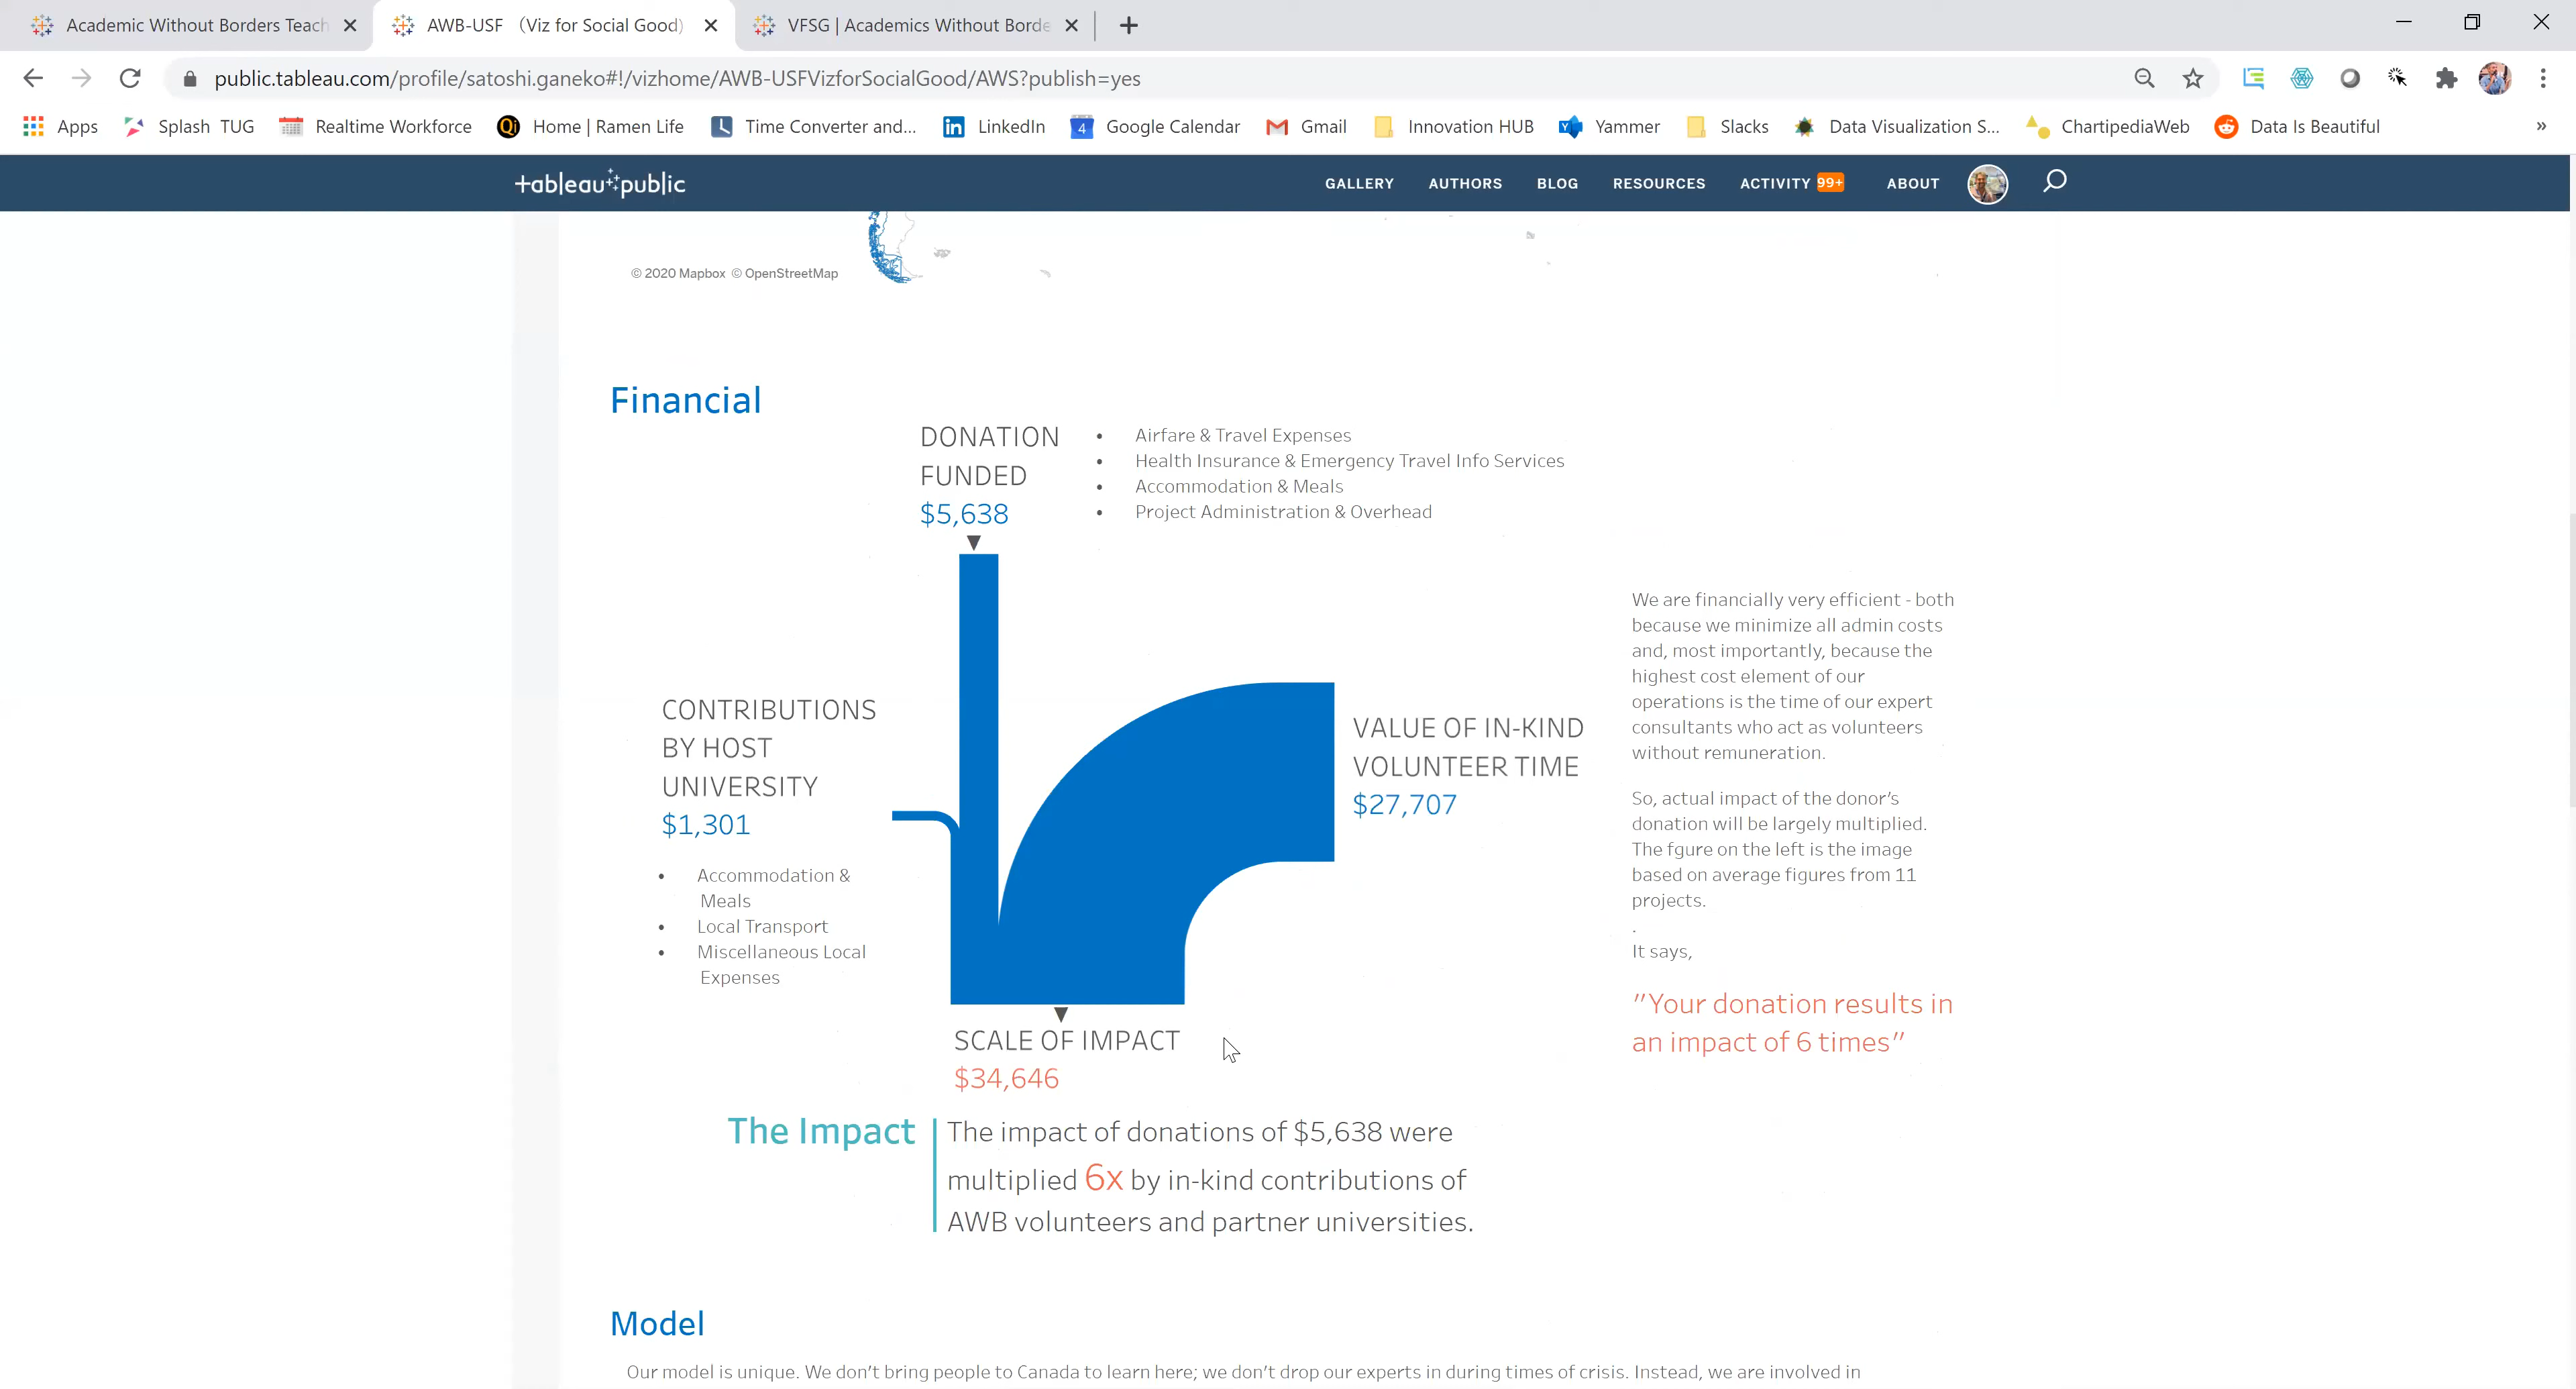 Academic Without Borders Teach
AWB-USF （Viz for Social Good)
VFSG | Academics Without Borde
public.tableau.com/profile/satoshi.ganeko#!/vizhome/AWB-USFVizforSocialGood/AWS?publish=yes
Apps
Splash TUG
Realtime Workforce
Qi
Home | Ramen Life
Time Converter and...
in
LinkedIn
4
Google Calendar
Gmail
Innovation HUB
Yammer
Slacks
Data Visualization S...
ChartipediaWeb
Data Is Beautiful
»
tableau public
GALLERY
AUTHORS
BLOG
RESOURCES
ACTIVITY 99+
ABOUT
© 2020 Mapbox © OpenStreetMap
Financial
DONATION
FUNDED
$5,638
• Airfare & Travel Expenses
• Health Insurance & Emergency Travel Info Services
• Accommodation & Meals
• Project Administration & Overhead
CONTRIBUTIONS
BY HOST
UNIVERSITY
$1,301
• Accommodation &
Meals
• Local Transport
• Miscellaneous Local
Expenses
VALUE OF IN-KIND
VOLUNTEER TIME
$27,707
We are financially very efficient - both
because we minimize all admin costs
and, most importantly, because the
highest cost element of our
operations is the time of our expert
consultants who act as volunteers
without remuneration.
So, actual impact of the donor's
donation will be largely multiplied.
The fgure on the left is the image
based on average figures from 11
projects.
.
It says,
"Your donation results in
an impact of 6 times"
SCALE OF IMPACT
$34,646
The Impact
The impact of donations of $5,638 were
multiplied 6x by in-kind contributions of
AWB volunteers and partner universities.
Model
Our model is unique. We don't bring people to Canada to learn here; we don't drop our experts in during times of crisis. Instead, we are involved in